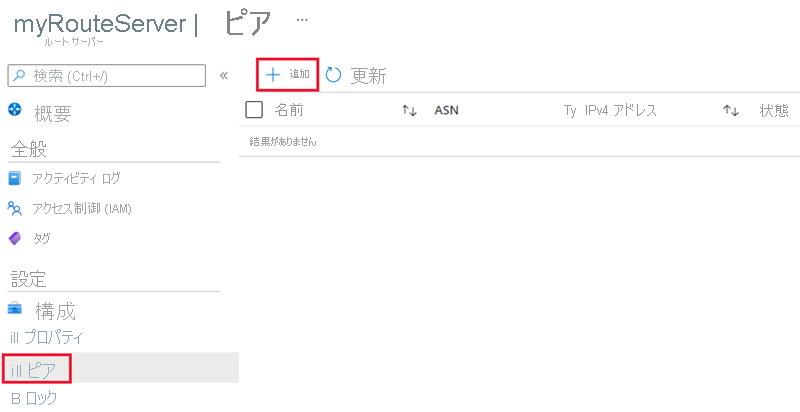 myRouteServer | ピア ...
ルート サーバー
検索 (Ctrl+/) «
+ 追加 更新
名前 ↑↓ ASN Ty IPv4 アドレス ↑↓ 状態
結果がありません
概要
全般
アクティビティ ログ
アクセス制御 (IAM)
タグ
設定
構成
ill プロパティ
ill ピア
B ロック